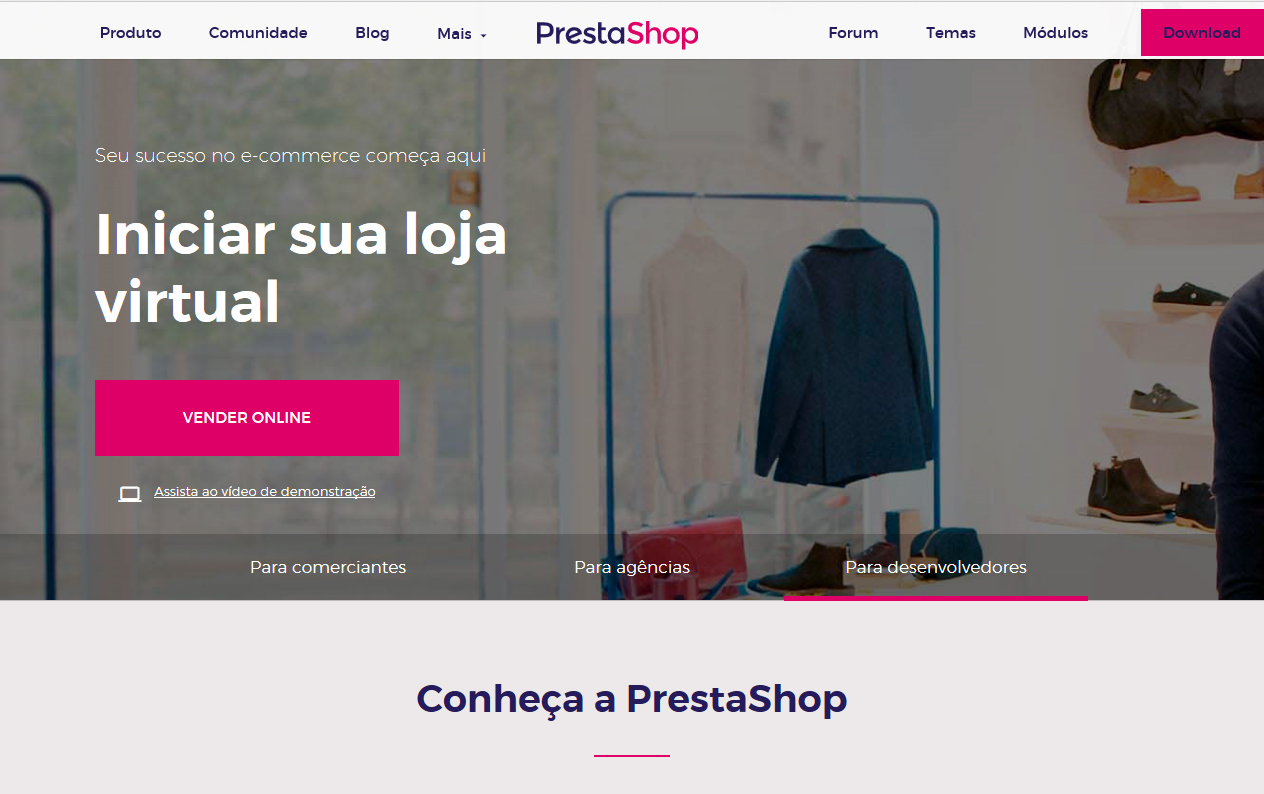 Produto Comunidade Blog Mais PrestaShop Forum Temas Módulos Download
Seu sucesso no e-commerce começa aqui
Iniciar sua loja
virtual
VENDER ONLINE
Assista ao vídeo de demonstração
Para comerciantes Para agências Para desenvolvedores
Conheça a PrestaShop